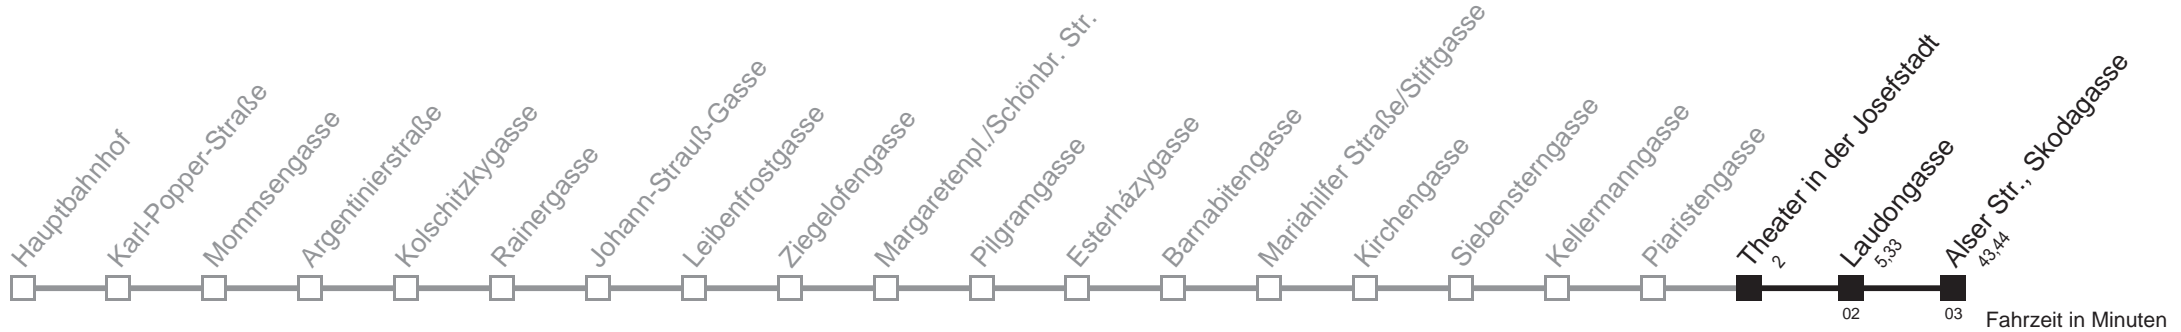 Hauptbahnhof
Karl-Popper-Straße
Mommsengasse
Argentinierstraße
Kolschitzkygasse
Rainergasse
Johann-Strauß-Gasse
Leibenfrostgasse
Ziegelofengasse
Margaretenpl./Schönbr. Str.
Pilgramgasse
Esterházygasse
Barnabitengasse
Mariahilfer Straße/Stiftgasse
Kirchengasse
Siebensterngasse
Kellermanngasse
Piaristengasse
Theater in der Josefstadt
2
Laudongasse
5,33
Alser Str., Skodagasse
43,44
02
03
Fahrzeit in Minuten